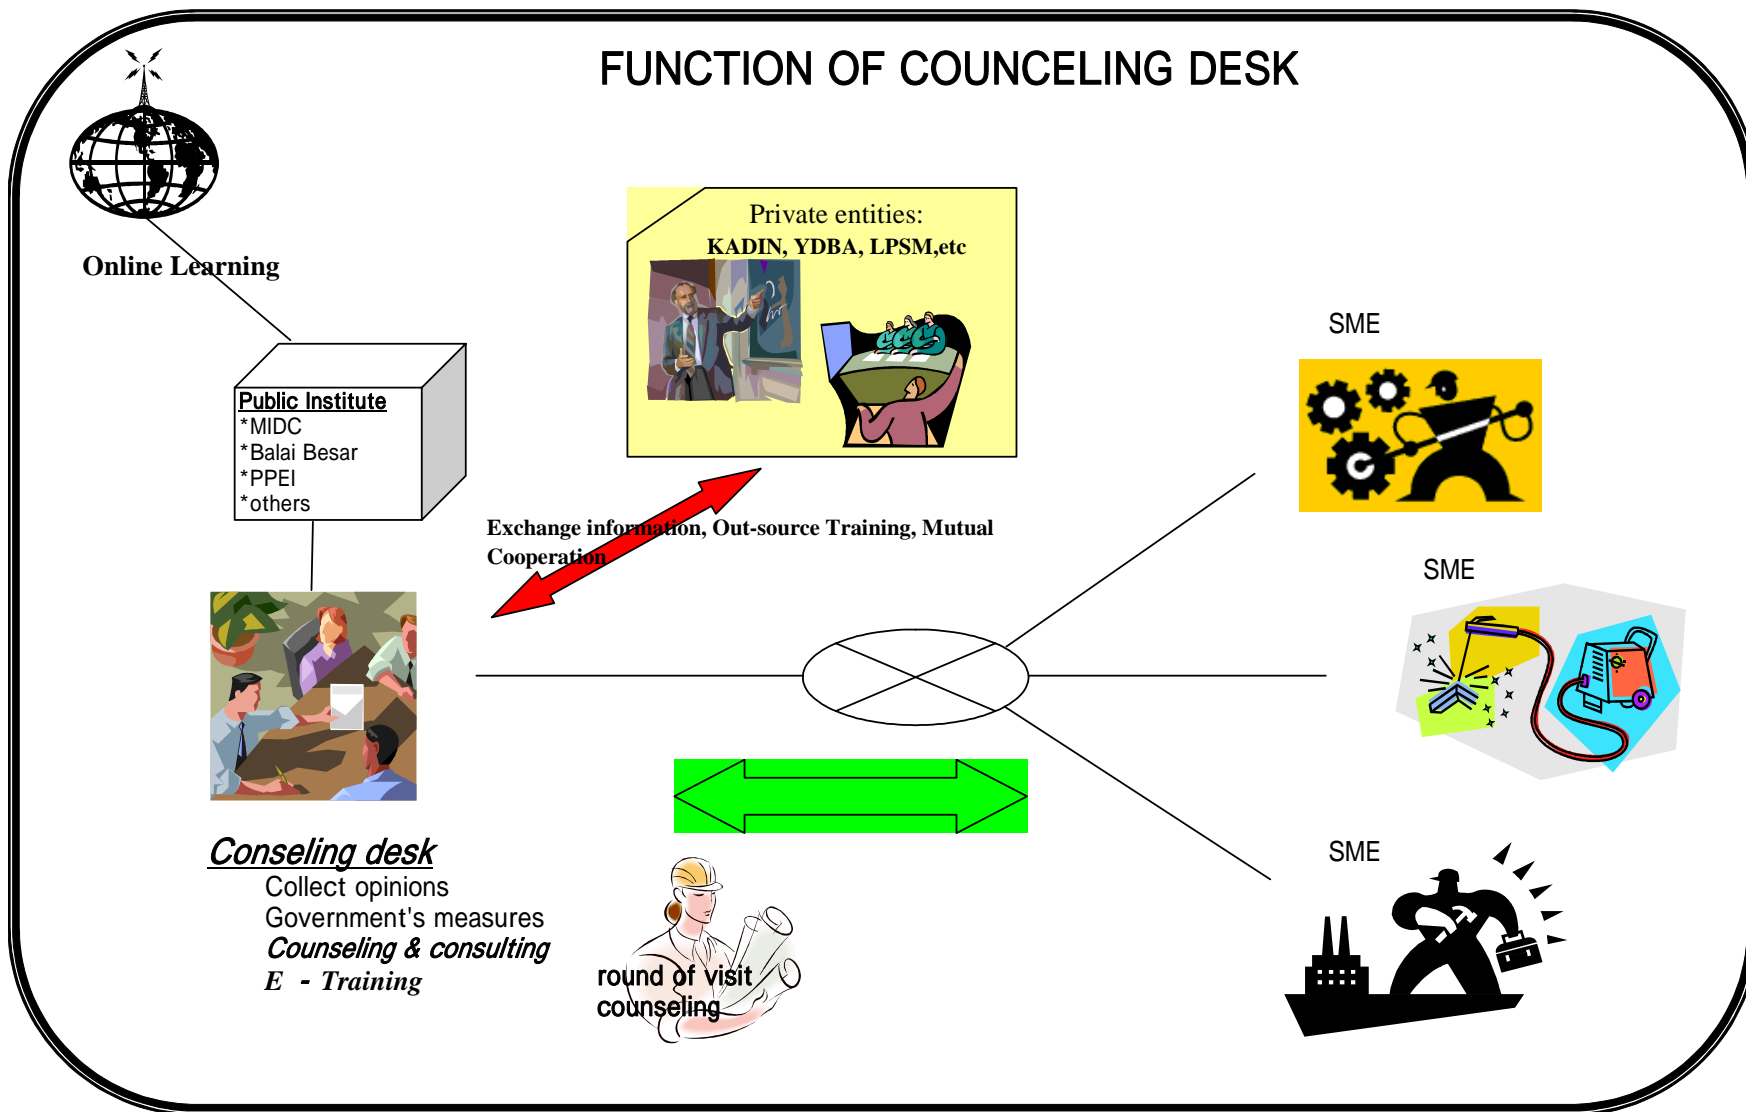 FUNCTION OF COUNCELING DESK
Online Learning
Private entities:
KADIN, YDBA, LPSM,etc
Public Institute
*MIDC
*Balai Besar
*PPEI
*others
Exchange information, Out-source Training, Mutual
Cooperation
SME
SME
SME
Conseling desk
Collect opinions
Government's measures
Counseling & consulting
E - Training
round of visit
counseling